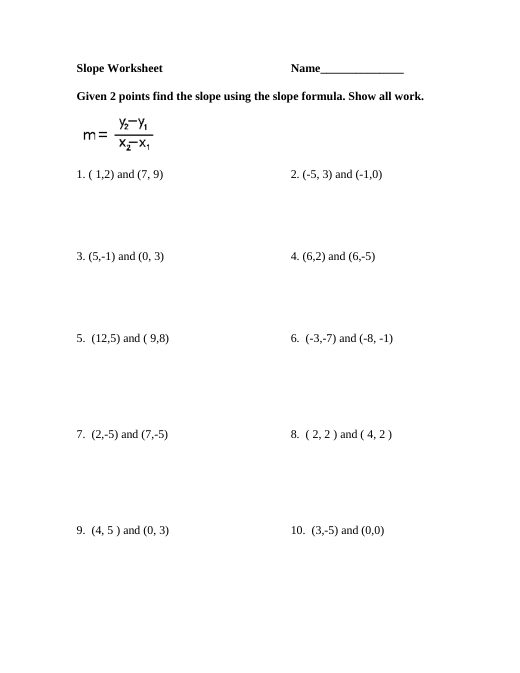 Slope Worksheet Name______________
Given 2 points find the slope using the slope formula. Show all work.
m = y₂−y₁ / x₂−x₁
1. ( 1,2) and (7, 9) 2. (-5, 3) and (-1,0)
3. (5,-1) and (0, 3) 4. (6,2) and (6,-5)
5. (12,5) and ( 9,8) 6. (-3,-7) and (-8, -1)
7. (2,-5) and (7,-5) 8. ( 2, 2 ) and ( 4, 2 )
9. (4, 5 ) and (0, 3) 10. (3,-5) and (0,0)